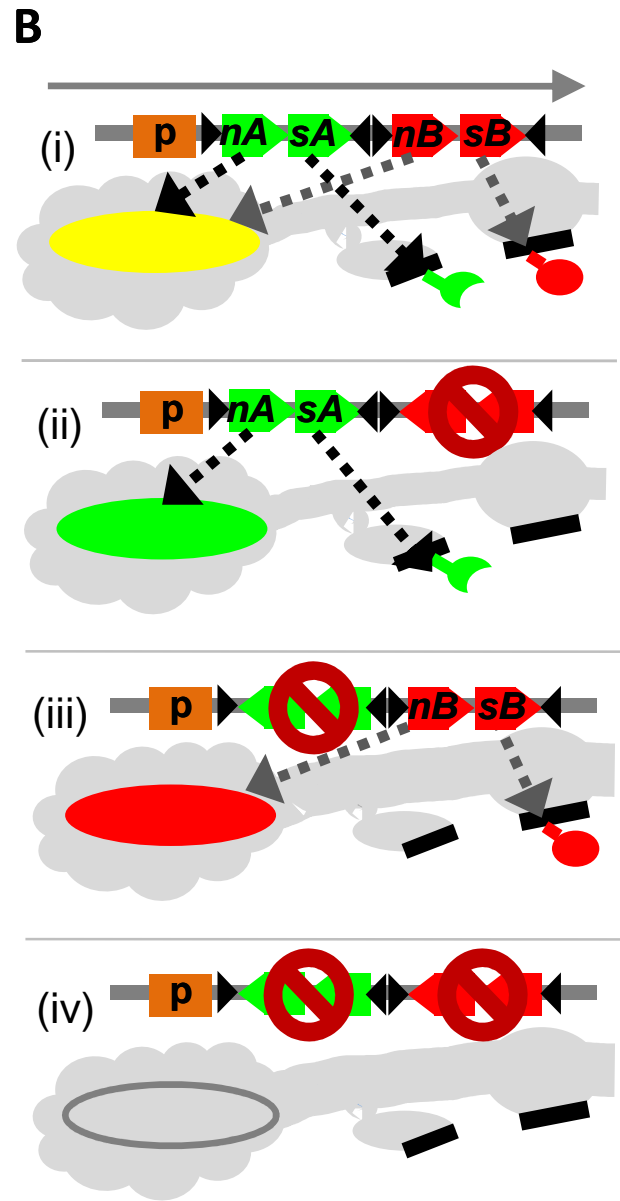 B
(i) p nA sA nB sB
(ii) p nA sA
(iii) p nB sB
(iv) p